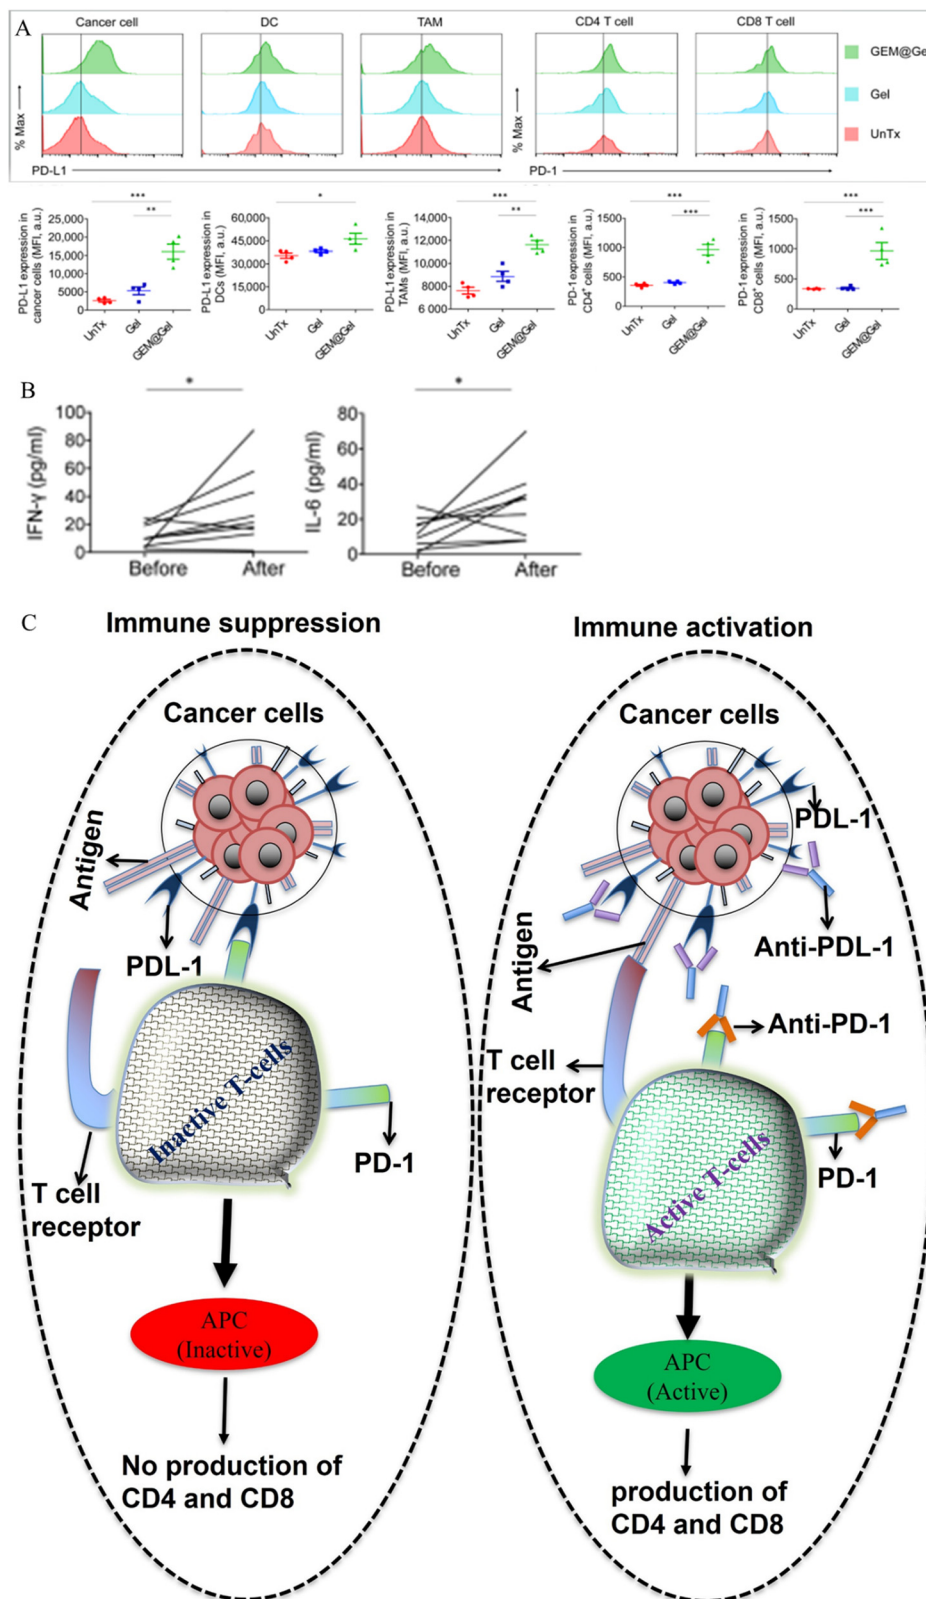 A
Cancer cell
DC
TAM
CD4 T cell
CD8 T cell
% Max
% Max
GEM@Gel
Gel
UnTx
PD-L1
PD-1
***
**
*
***
**
***
***
***
***
PD-L1 expression in
cancer cells (MFI, a.u.)
25,000
20,000
15,000
10,000
5000
0
UnTx
Gel
GEM@Gel
PD-L1 expression in
DCs (MFI, a.u.)
60,000
45,000
30,000
15,000
0
UnTx
Gel
GEM@Gel
PD-L1 expression in
TAMs (MFI, a.u.)
14,000
12,000
10,000
8000
6 000
UnTx
Gel
GEM@Gel
PD-1 expression in
CD4+ cells (MFI, a.u.)
1500
1000
500
0
UnTx
Gel
GEM@Gel
PD-1 expression in
CD8+ cells (MFI, a.u.)
1500
1000
500
0
UnTx
Gel
GEM@Gel
B
*
IFN-γ (pg/ml)
100
80
60
40
20
0
Before
After
*
IL-6 (pg/ml)
80
60
40
20
0
Before
After
C
Immune suppression
Cancer cells
Antigen
PDL-1
Inactive T-cells
PD-1
T cell
receptor
APC
(Inactive)
No production of
CD4 and CD8
Immune activation
Cancer cells
PDL-1
Anti-PDL-1
Antigen
Anti-PD-1
T cell
receptor
Active T-cells
PD-1
APC
(Active)
production of
CD4 and CD8